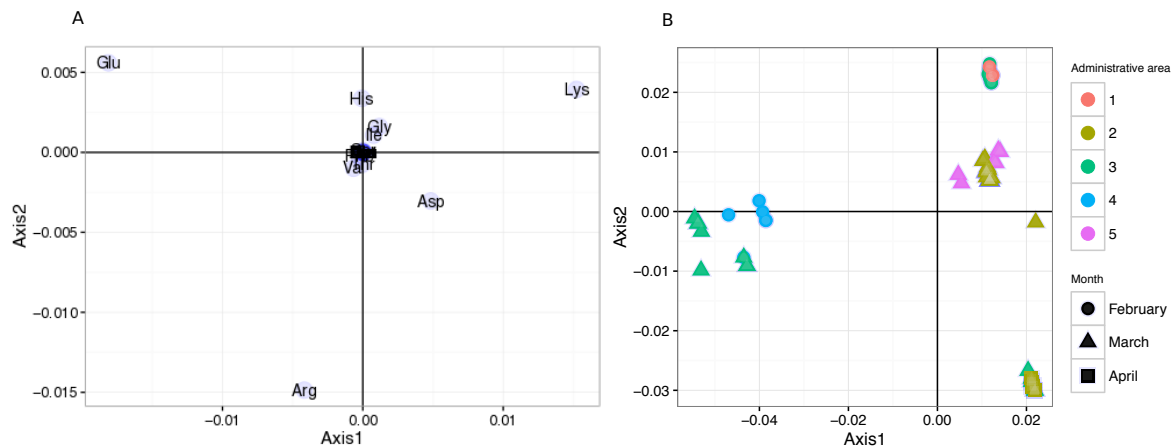 A
B
Glu
Lys
His
Gly
Ile
Asp
Arg
0.005
0.000
−0.005
−0.010
−0.015
−0.01
0.00
0.01
Axis1
Axis2
0.02
0.01
0.00
−0.01
−0.02
−0.03
−0.04
−0.02
0.00
0.02
Axis1
Axis2
Administrative area
1
2
3
4
5
Month
February
March
April